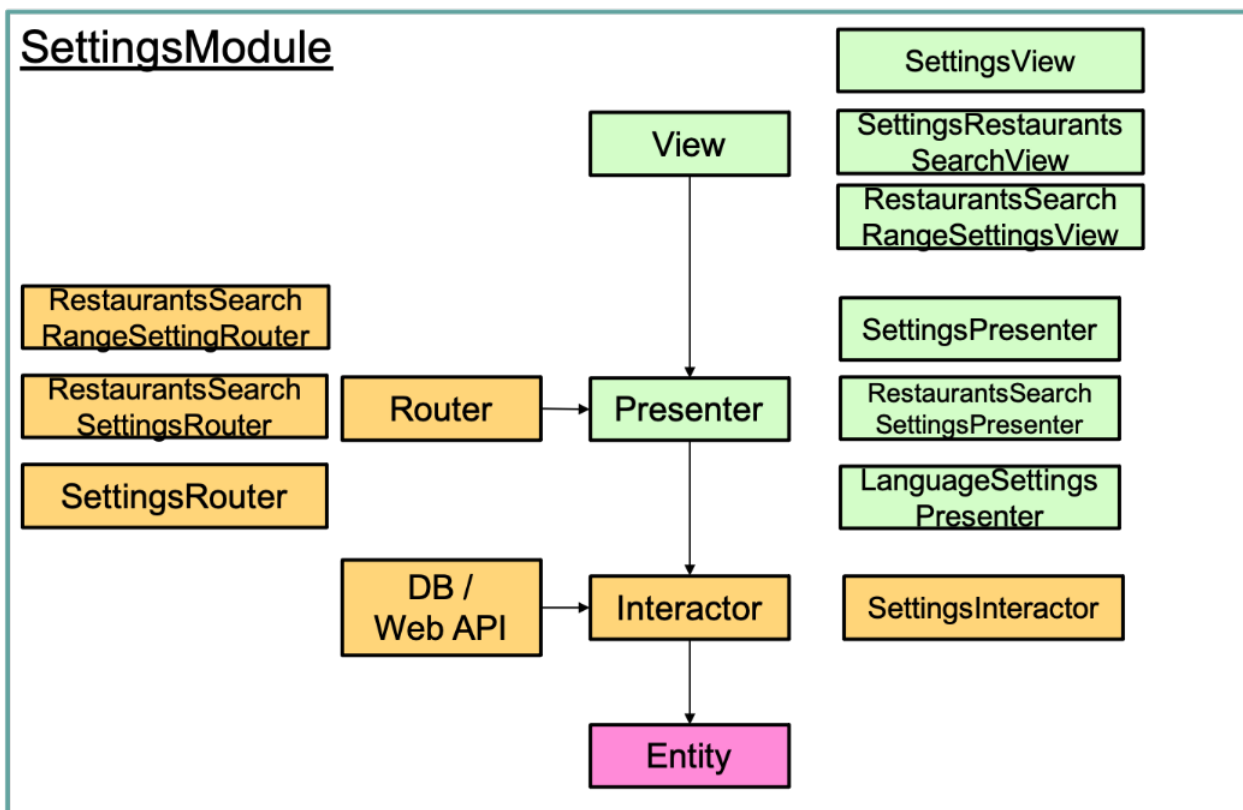 SettingsModule
SettingsView
View
SettingsRestaurants
SearchView
RestaurantsSearch
RangeSettingsView
RestaurantsSearch
RangeSettingRouter
SettingsPresenter
RestaurantsSearch
SettingsRouter
Router
Presenter
RestaurantsSearch
SettingsPresenter
SettingsRouter
LanguageSettings
Presenter
DB /
Web API
Interactor
SettingsInteractor
Entity